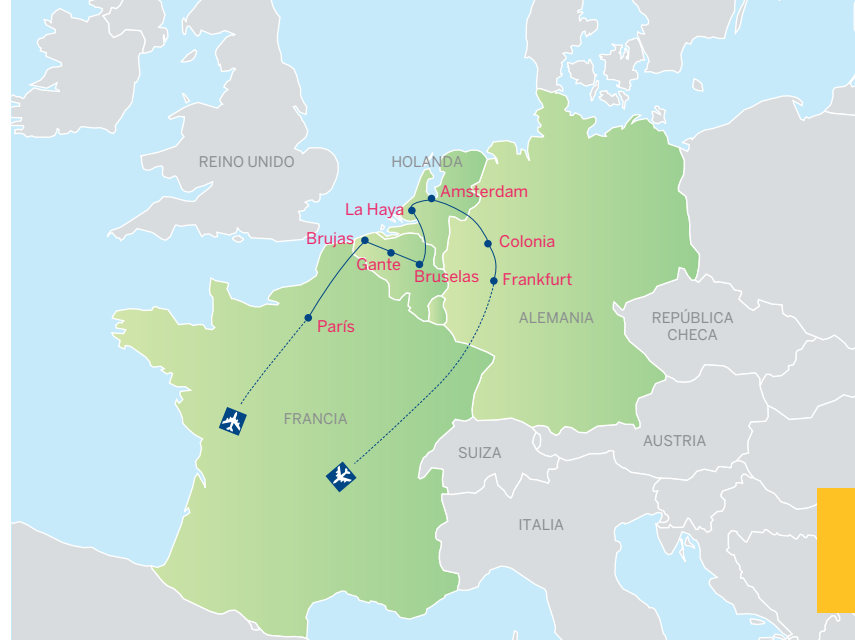 REINO UNIDO
HOLANDA
Amsterdam
La Haya
Brujas
Colonia
Gante
Bruselas
Frankfurt
París
ALEMANIA
REPÚBLICA
CHECA
FRANCIA
SUIZA
AUSTRIA
ITALIA